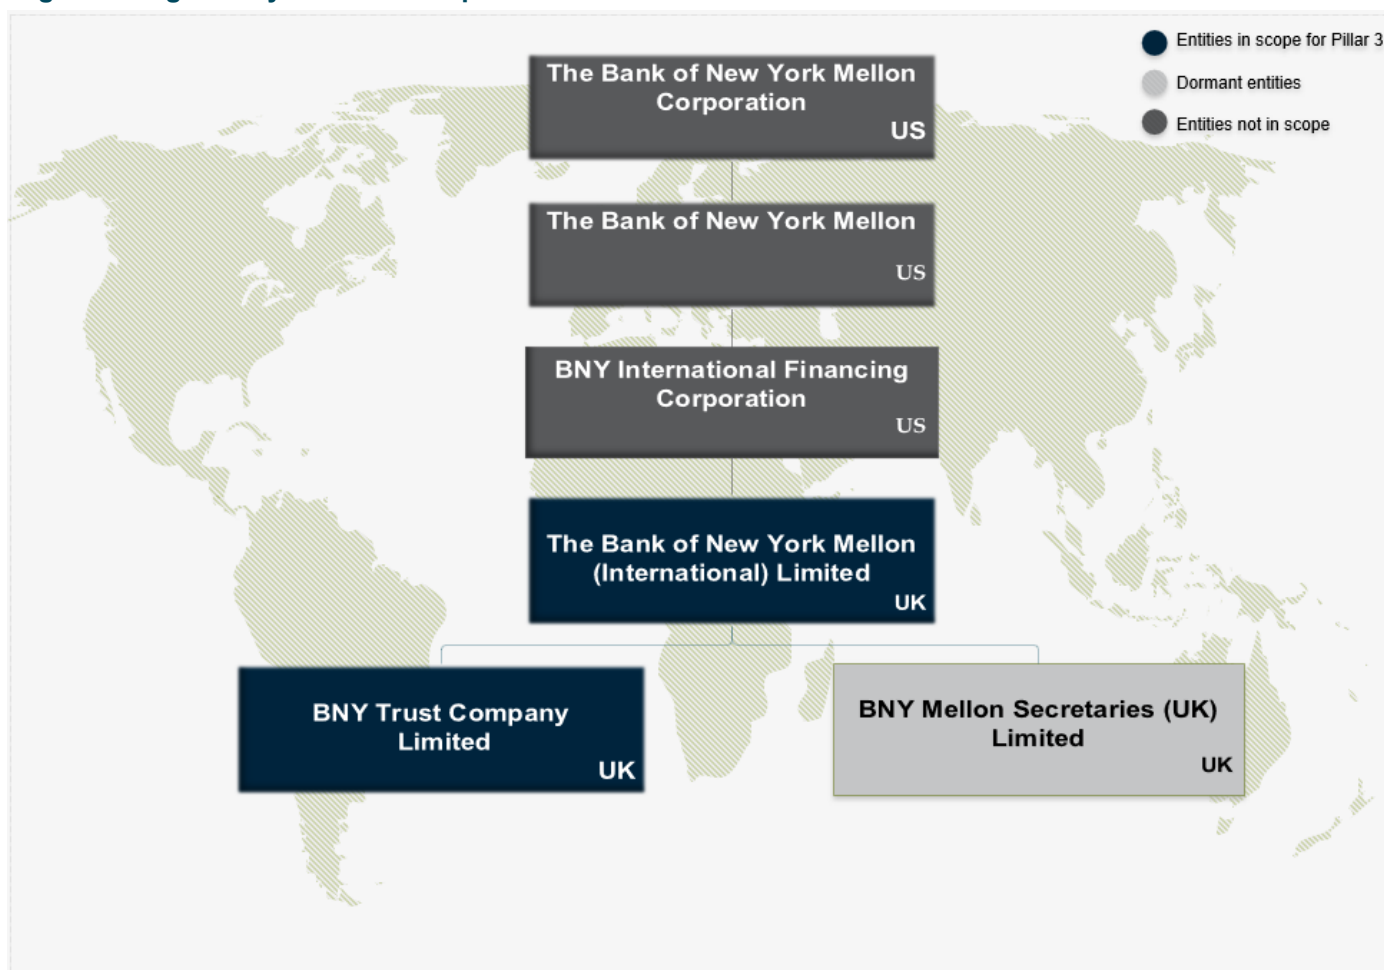 Entities in scope for Pillar 3
Dormant entities
Entities not in scope
The Bank of New York Mellon
Corporation
US
The Bank of New York Mellon
US
BNY International Financing
Corporation
US
The Bank of New York Mellon
(International) Limited
UK
BNY Trust Company
Limited
UK
BNY Mellon Secretaries (UK)
Limited
UK